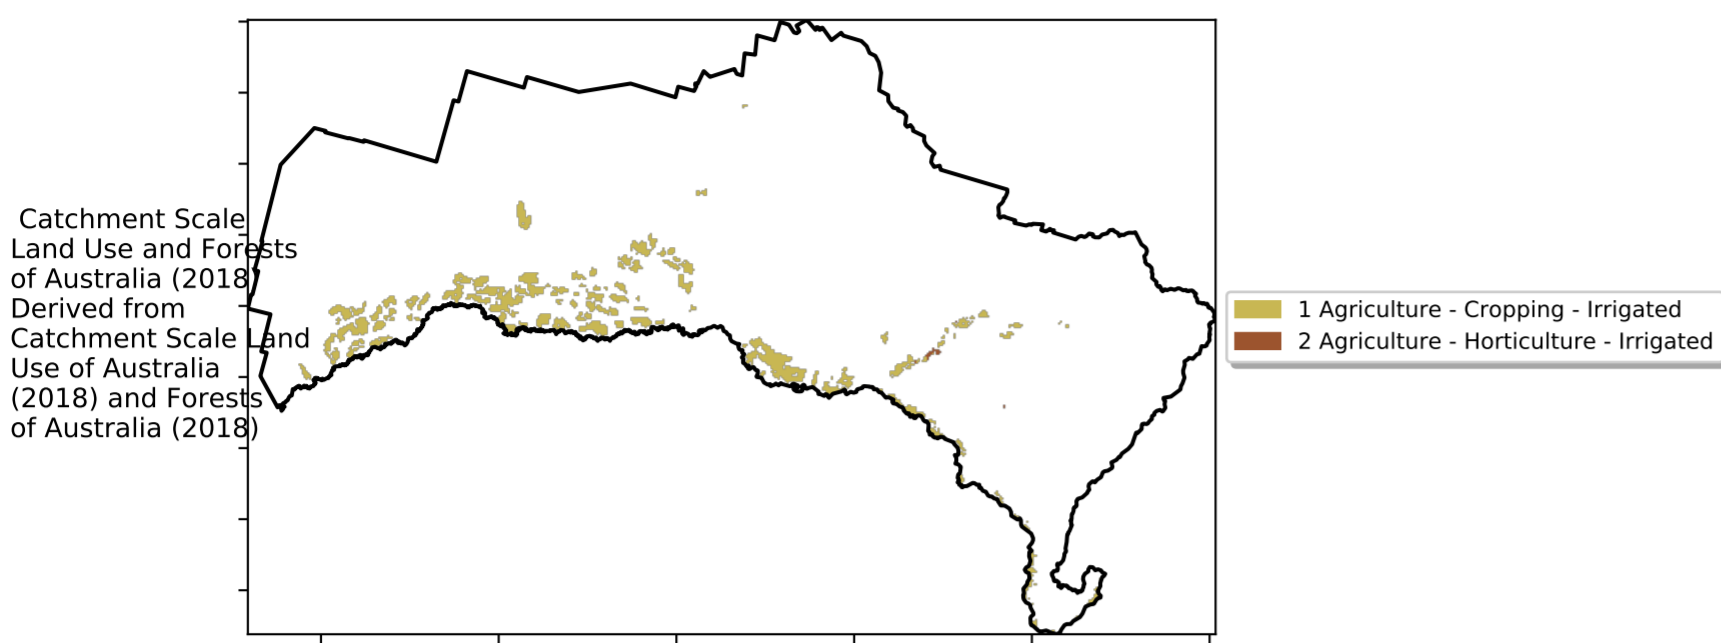 Catchment Scale
Land Use and Forests
of Australia (2018)
Derived from
Catchment Scale Land
Use of Australia
(2018) and Forests
of Australia (2018)
1 Agriculture - Cropping - Irrigated
2 Agriculture - Horticulture - Irrigated